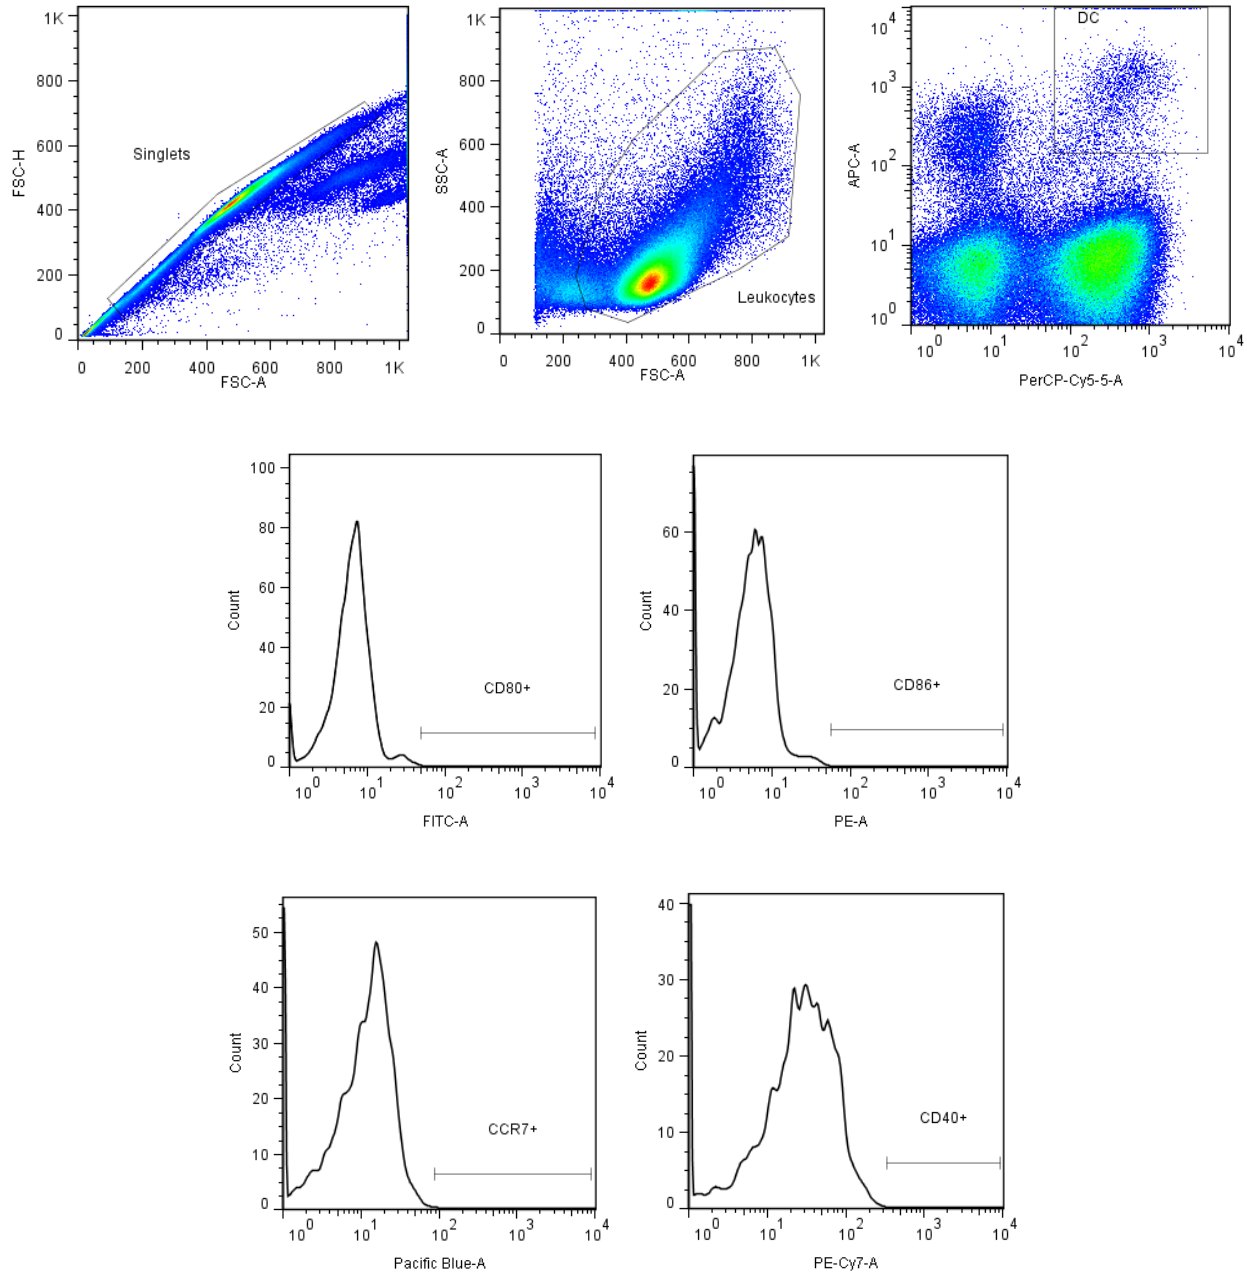 1K
800
600
400
200
0
FSC-H
Singlets
0 200 400 600 800 1K
FSC-A
1K
800
600
400
200
0
SSC-A
Leukocytes
0 200 400 600 800 1K
FSC-A
10^4
10^3
10^2
10^1
10^0
APC-A
DC
10^0 10^1 10^2 10^3 10^4
PerCP-Cy5-5-A
100
80
60
40
20
0
Count
CD80+
10^0 10^1 10^2 10^3 10^4
FITC-A
60
40
20
0
Count
CD86+
10^0 10^1 10^2 10^3 10^4
PE-A
50
40
30
20
10
0
Count
CCR7+
10^0 10^1 10^2 10^3 10^4
Pacific Blue-A
40
30
20
10
0
Count
CD40+
10^0 10^1 10^2 10^3 10^4
PE-Cy7-A